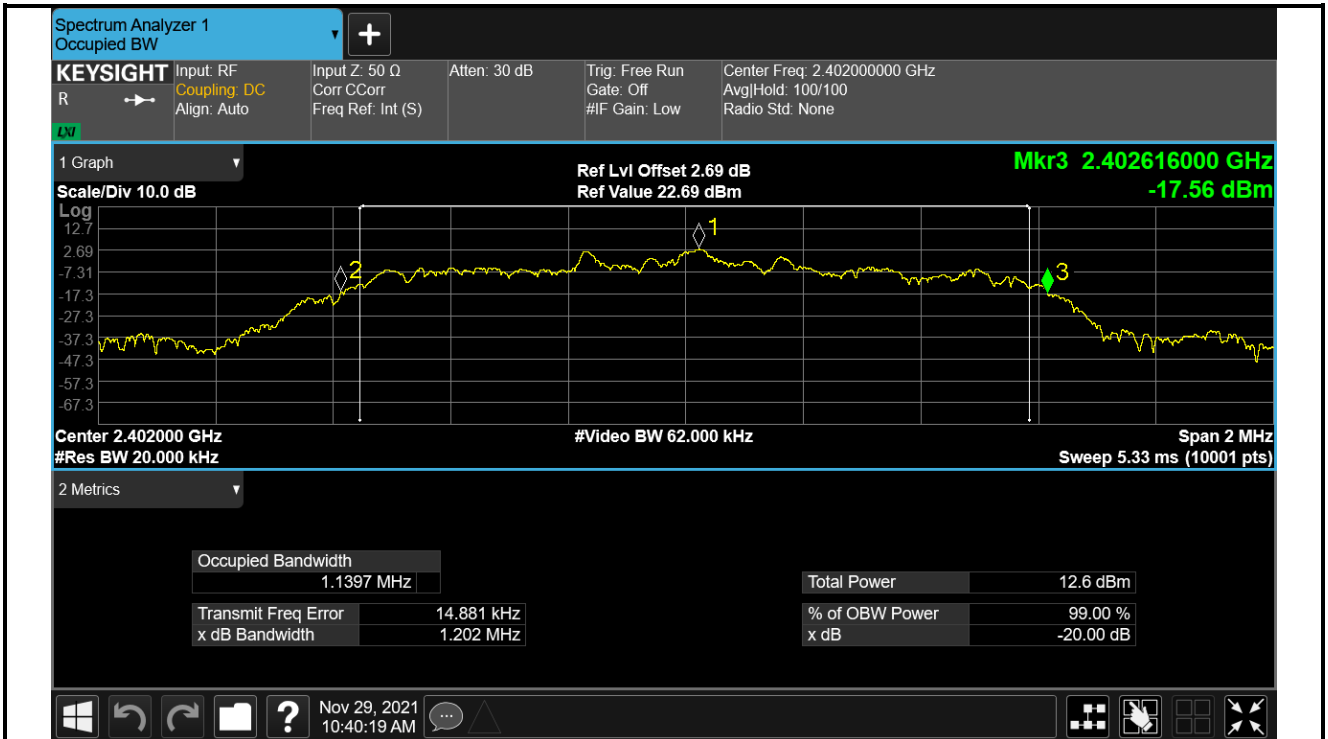 Spectrum Analyzer 1
Occupied BW
▼
+
KEYSIGHT
R
LXI
Input: RF
Coupling: DC
Align: Auto
Input Z: 50 Ω
Corr CCorr
Freq Ref: Int (S)
Atten: 30 dB
Trig: Free Run
Gate: Off
#IF Gain: Low
Center Freq: 2.402000000 GHz
Avg|Hold: 100/100
Radio Std: None
1 Graph ▼
Scale/Div 10.0 dB
Ref Lvl Offset 2.69 dB
Ref Value 22.69 dBm
Mkr3 2.402616000 GHz
-17.56 dBm
Log
12.7
2.69
-7.31
-17.3
-27.3
-37.3
-47.3
-57.3
-67.3
1
2
3
Center 2.402000 GHz
#Res BW 20.000 kHz
#Video BW 62.000 kHz
Span 2 MHz
Sweep 5.33 ms (10001 pts)
2 Metrics ▼
Occupied Bandwidth
1.1397 MHz
Transmit Freq Error 14.881 kHz
x dB Bandwidth 1.202 MHz
Total Power 12.6 dBm
% of OBW Power 99.00 %
x dB -20.00 dB
?
Nov 29, 2021
10:40:19 AM